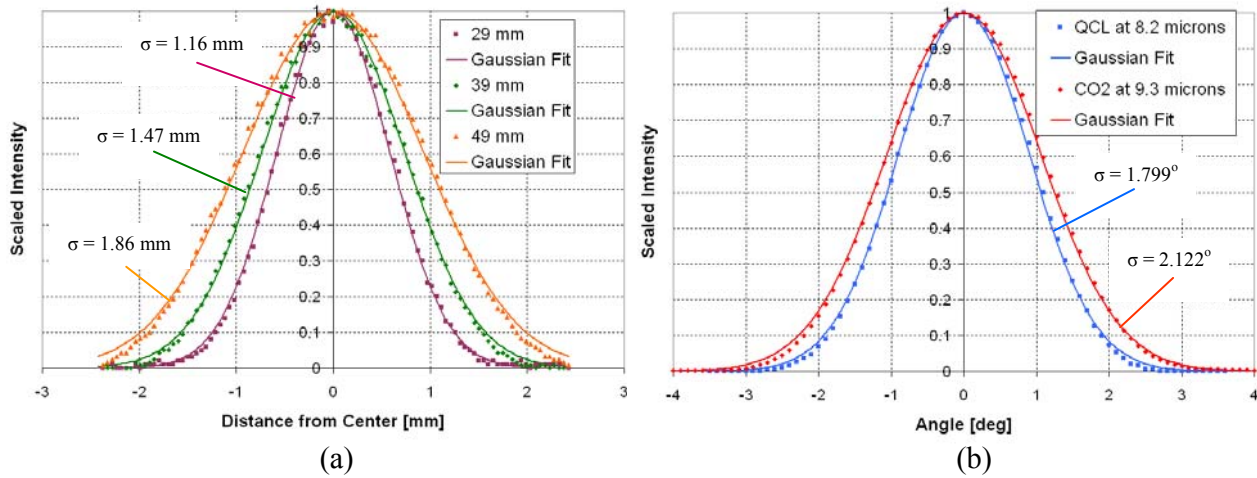 σ = 1.16 mm
σ = 1.47 mm
σ = 1.86 mm
29 mm
Gaussian Fit
39 mm
Gaussian Fit
49 mm
Gaussian Fit
Scaled Intensity
1
0.9
0.8
0.7
0.6
0.5
0.4
0.3
0.2
0.1
0
-3 -2 -1 0 1 2 3
Distance from Center [mm]
(a)
QCL at 8.2 microns
Gaussian Fit
CO2 at 9.3 microns
Gaussian Fit
σ = 1.799°
σ = 2.122°
Scaled Intensity
1
0.9
0.8
0.7
0.6
0.5
0.4
0.3
0.2
0.1
0
-4 -3 -2 -1 0 1 2 3 4
Angle [deg]
(b)